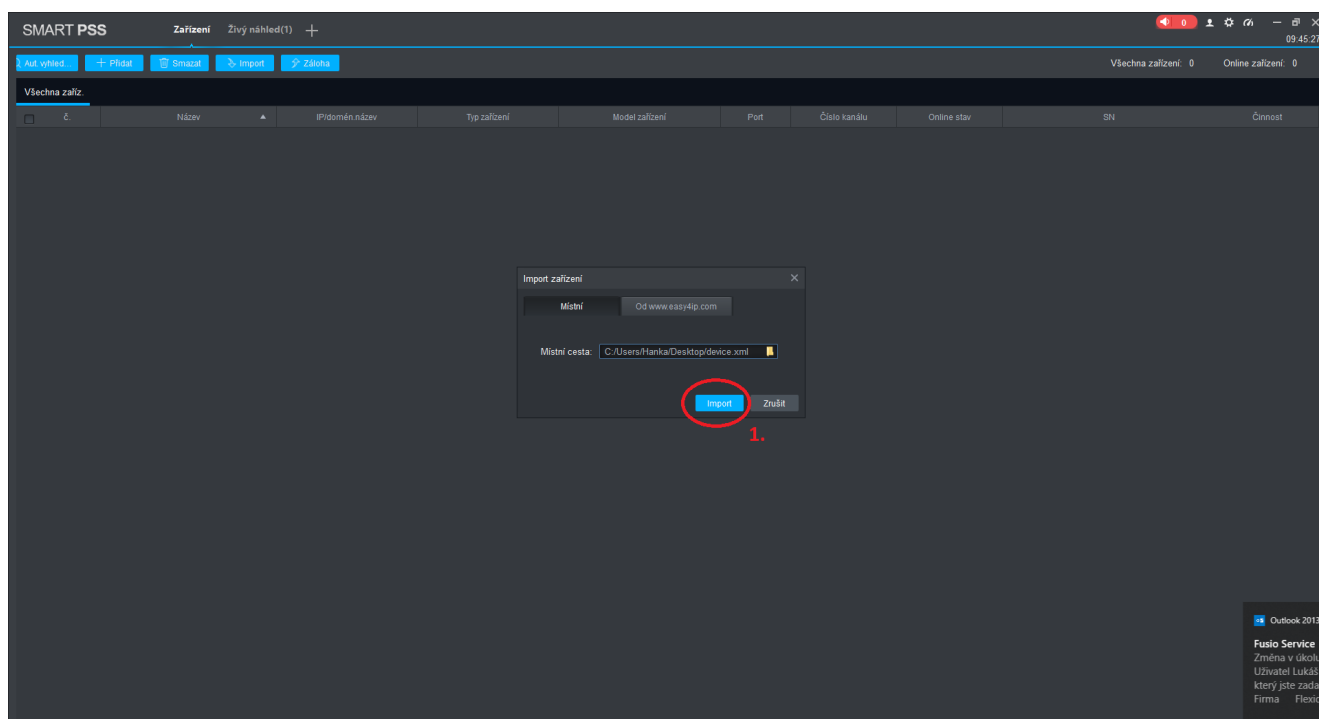 SMART PSS Zařízení Živý náhled(1) 0
09:45:27
Aut.vyhled... Přidat Smazat Import Záloha Všechna zařízení: 0 Online zařízení: 0
Všechna zaříz.
č. Název IP/domén.název Typ zařízení Model zařízení Port Číslo kanálu Online stav SN Činnost
Import zařízení
Místní Od www.easy4ip.com
Místní cesta: C:/Users/Hanka/Desktop/device.xml
Import Zrušit
1.
Outlook 2013
Fusio Service
Změna v úkolu
Uživatel Lukáš
který jste zada
Firma Flexic